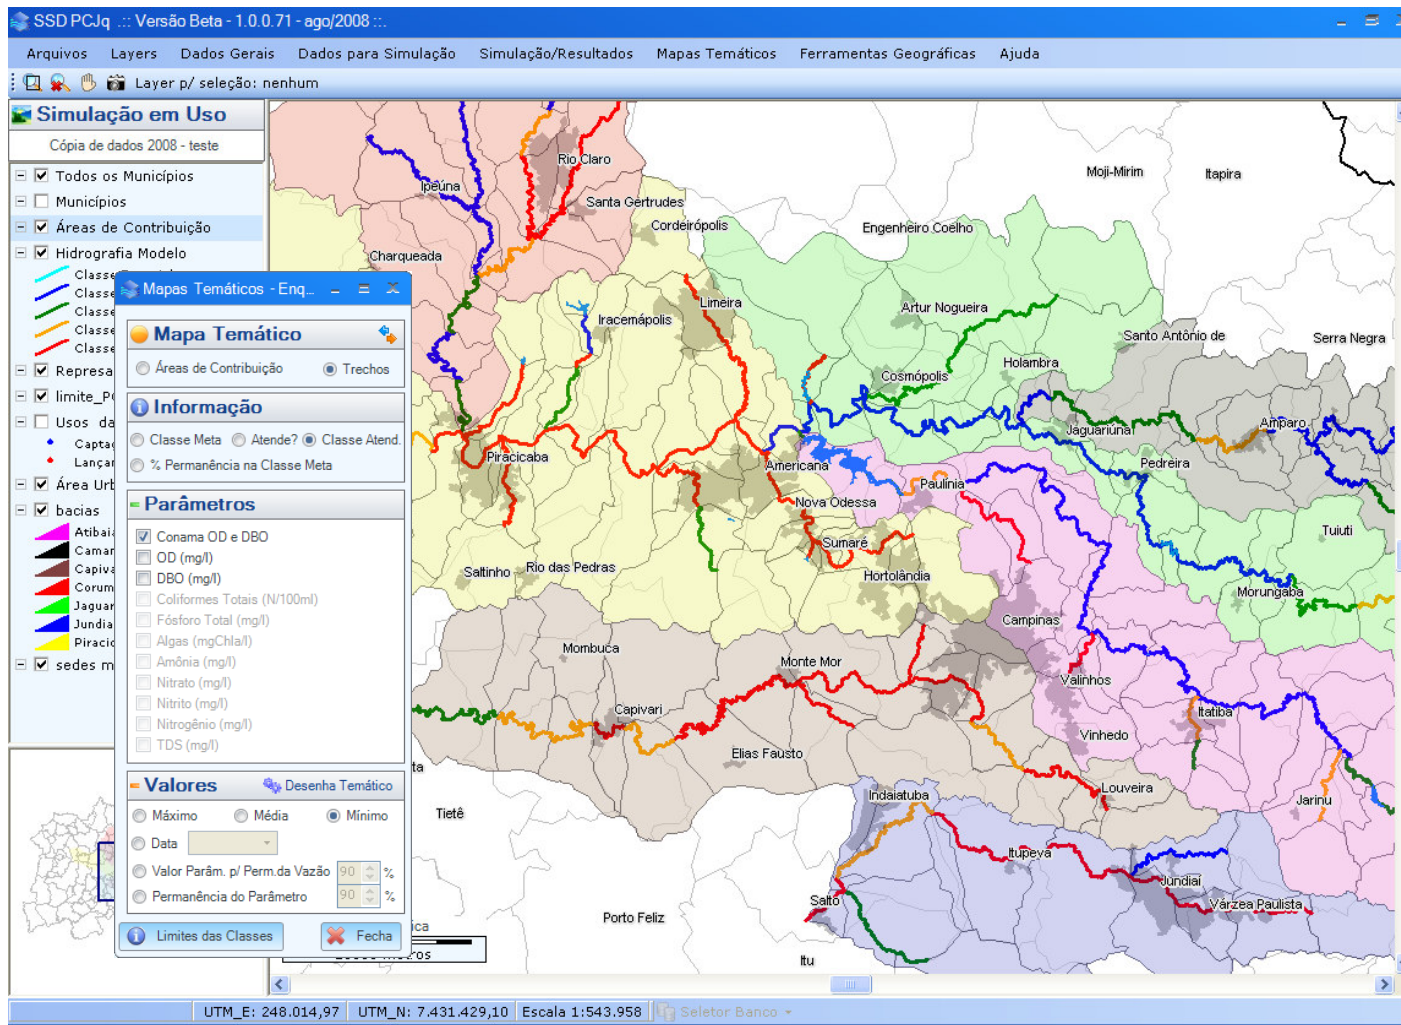 SSD PCJq .:: Versão Beta - 1.0.0.71 - ago/2008 ::.
Arquivos Layers Dados Gerais Dados para Simulação Simulação/Resultados Mapas Temáticos Ferramentas Geográficas Ajuda
Layer p/ seleção: nenhum
Simulação em Uso
Cópia de dados 2008 - teste
Todos os Municípios
Municípios
Áreas de Contribuição
Hidrografia Modelo
Classe
Classe
Classe
Classe
Classe
Represa
limite_P
Usos da
Capta
Lançar
Área Urb
bacias
Atibai
Camar
Capiva
Corum
Jaguar
Jundia
Piracic
sedes m
Mapas Temáticos - Enq...
Mapa Temático
Áreas de Contribuição Trechos
Informação
Classe Meta Atende? Classe Atend.
% Permanência na Classe Meta
Parâmetros
Conama OD e DBO
OD (mg/l)
DBO (mg/l)
Coliformes Totais (N/100ml)
Fósforo Total (mg/l)
Algas (mgChla/l)
Amônia (mg/l)
Nitrato (mg/l)
Nitrito (mg/l)
Nitrogênio (mg/l)
TDS (mg/l)
Valores Desenha Temático
Máximo Média Mínimo
Data
Valor Parâm. p/ Perm.da Vazão 90 %
Permanência do Parâmetro 90 %
Limites das Classes Fecha
Rio Claro
Moji-Mirim
Itapira
Ipeúna
Santa Gertrudes
Cordeirópolis
Engenheiro Coelho
Charqueada
Limeira
Artur Nogueira
Iracemápolis
Santo Antônio de
Serra Negra
Holambra
Cosmópolis
Amparo
Jaguariúna
Piracicaba
Americana
Pedreira
Paulínia
Nova Odessa
Tuiuti
Sumaré
Saltinho
Rio das Pedras
Hortolândia
Morungaba
Campinas
Mombuca
Monte Mor
Valinhos
Capivari
Itatiba
Vinhedo
Elias Fausto
ta
Louveira
Indaiatuba
Jarinu
Tietê
Itupeva
Jundiaí
Salto
Várzea Paulista
Porto Feliz
ica
Itu
UTM_E: 248.014,97 UTM_N: 7.431.429,10 Escala 1:543.958 Seletor Banco